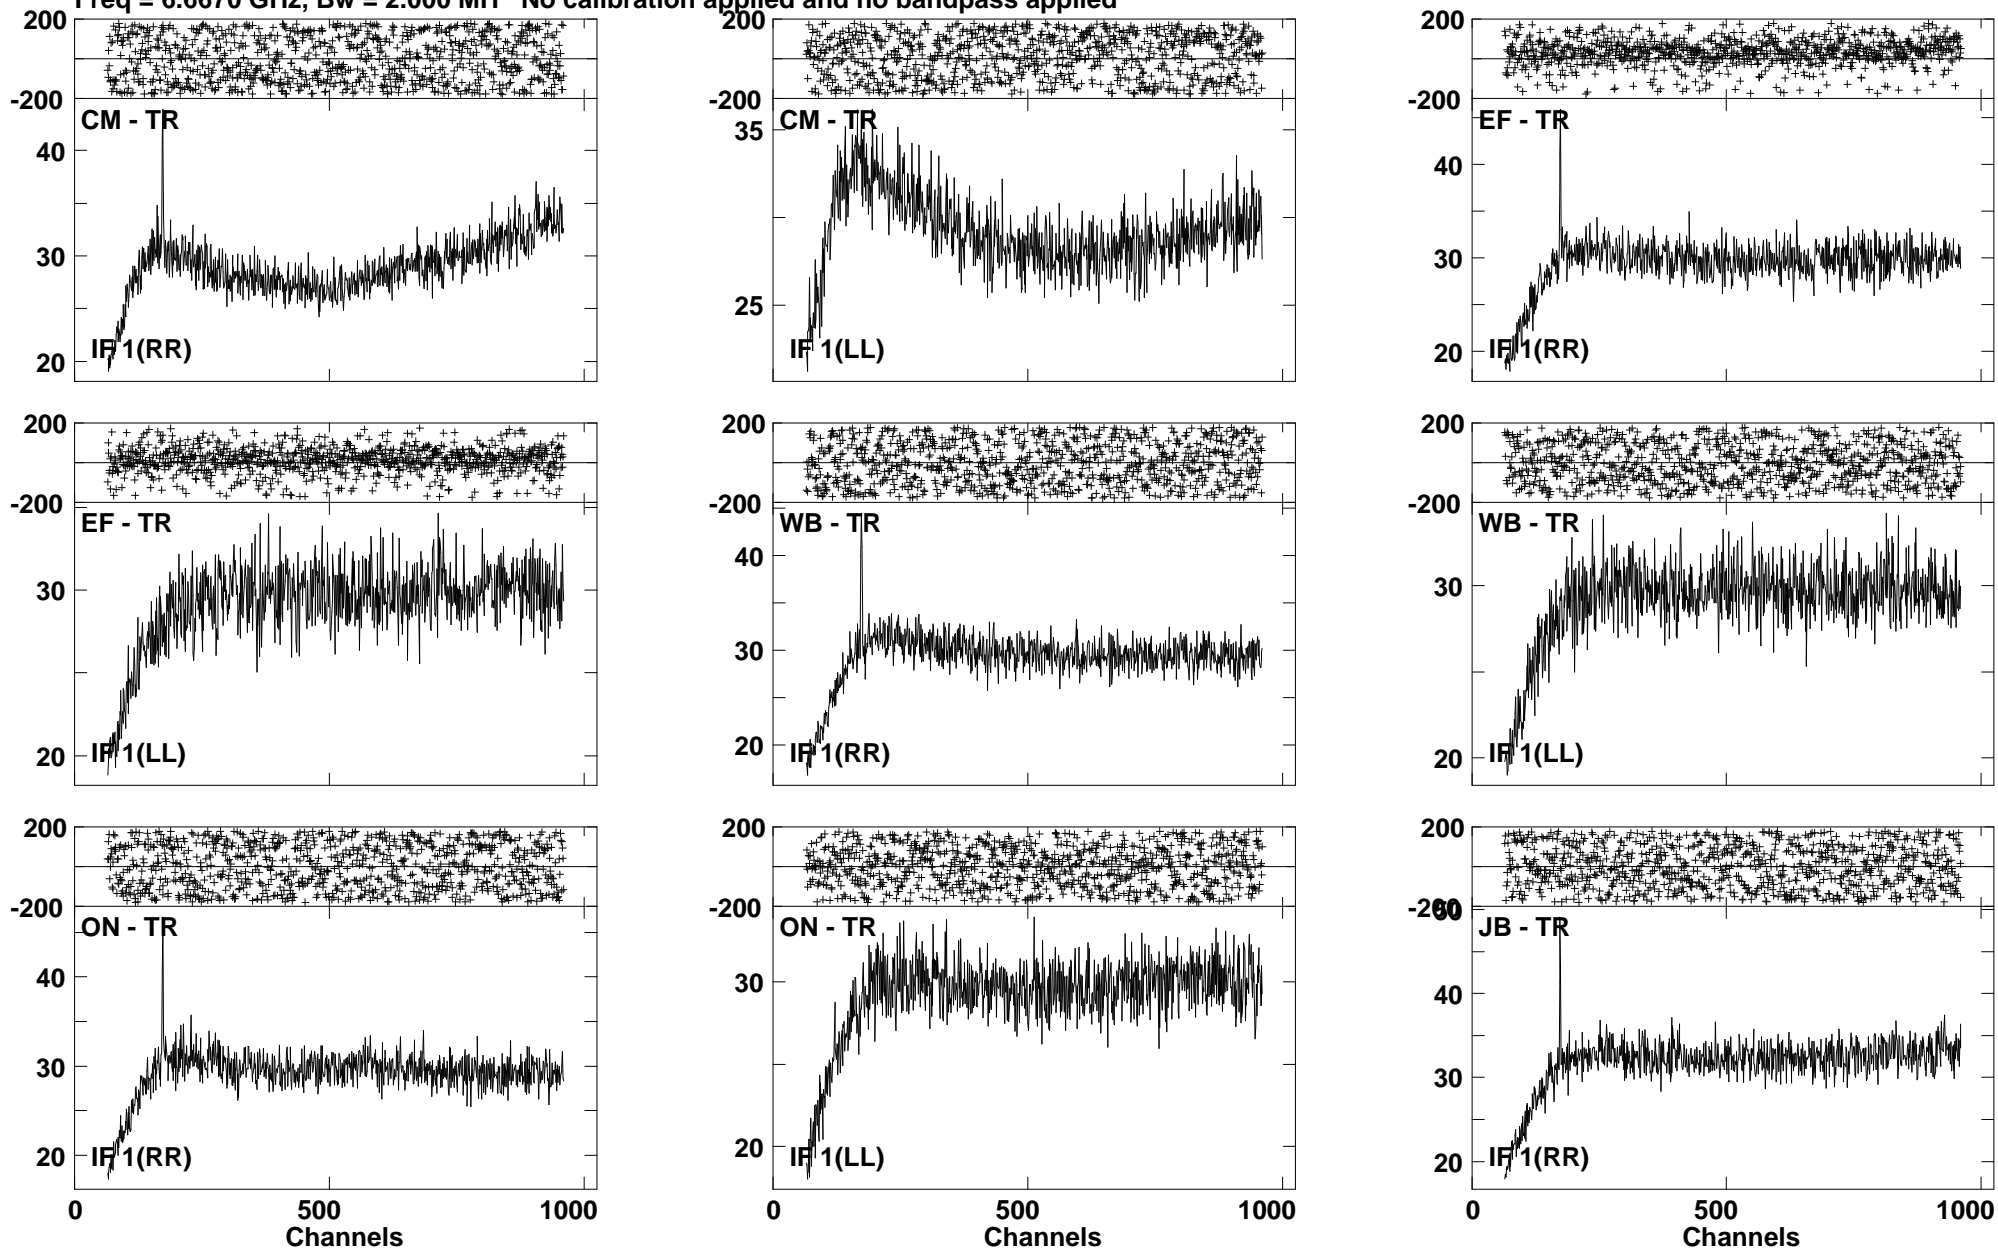 Freq = 6.6670 GHz, Bw = 2.000 MH No calibration applied and no bandpass applied
200 200 200
-200 -200 -200
CM - TR CM - TR EF - TR
40 35 40
30 30
25
20 20
IF 1(RR) IF 1(LL) IF 1(RR)
200 200 200
-200 -200 -200
EF - TR WB - TR WB - TR
40
30 30 30
20 20 20
IF 1(LL) IF 1(RR) IF 1(LL)
200 200 200
-200 -200 -200
50
ON - TR ON - TR JB - TR
40 30 40
30 30
20 20 20
IF 1(RR) IF 1(LL) IF 1(RR)
0 500 1000 0 500 1000 0 500 1000
Channels Channels Channels